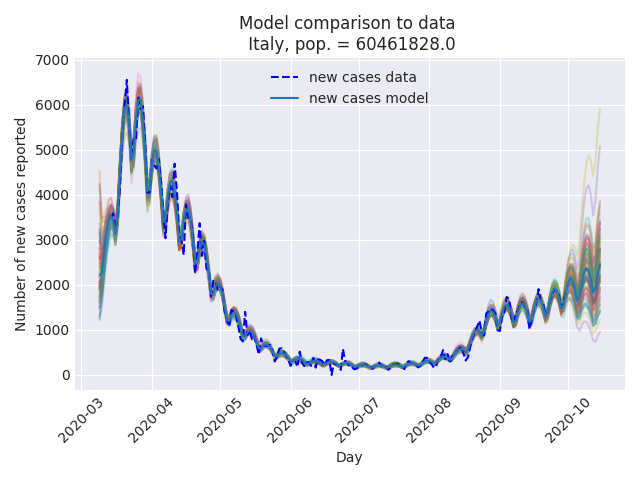 Model comparison to data
Italy, pop. = 60461828.0
new cases data
new cases model
Number of new cases reported
7000
6000
5000
4000
3000
2000
1000
0
2020-03
2020-04
2020-05
2020-06
2020-07
2020-08
2020-09
2020-10
Day